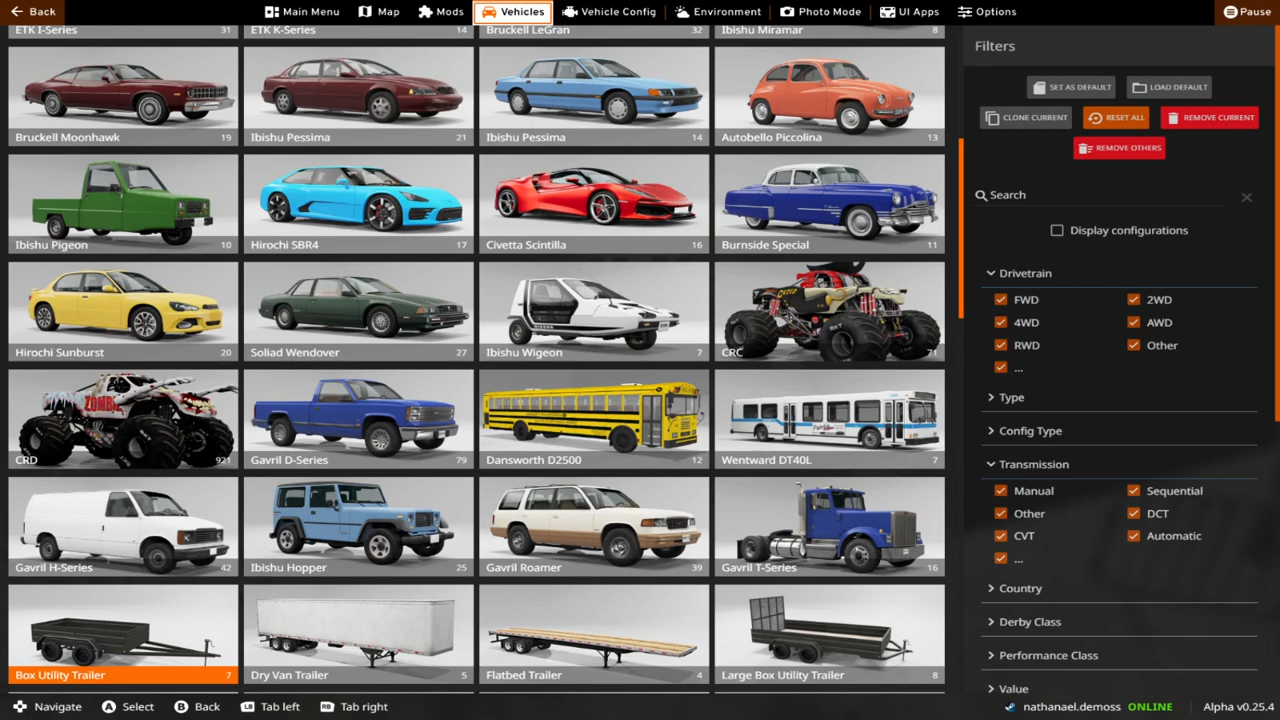 Back
Main Menu
Map
Mods
Vehicles
Vehicle Config
Environment
Photo Mode
UI Apps
Options
Pause
ETK I-Series 31
ETK K-Series 14
Bruckell LeGran 32
Ibishu Miramar 8
Bruckell Moonhawk 19
Ibishu Pessima 21
Ibishu Pessima 14
Autobello Piccolina 13
Ibishu Pigeon 10
Hirochi SBR4 17
Civetta Scintilla 16
Burnside Special 11
Hirochi Sunburst 20
Soliad Wendover 27
Ibishu Wigeon 7
CRC 71
ZOMBIE
CRD 921
Gavril D-Series 79
Dansworth D2500 12
Wentward DT40L 7
Gavril H-Series 42
Ibishu Hopper 25
Gavril Roamer 39
Gavril T-Series 16
Box Utility Trailer 7
Dry Van Trailer 5
Flatbed Trailer 4
Large Box Utility Trailer 8
Filters
SET AS DEFAULT
LOAD DEFAULT
CLONE CURRENT
RESET ALL
REMOVE CURRENT
REMOVE OTHERS
Search
Display configurations
Drivetrain
FWD
2WD
4WD
AWD
RWD
Other
...
Type
Config Type
Transmission
Manual
Sequential
Other
DCT
CVT
Automatic
...
Country
Derby Class
Performance Class
Value
Navigate
A Select
B Back
LB Tab left
RB Tab right
nathanael.demoss ONLINE
Alpha v0.25.4